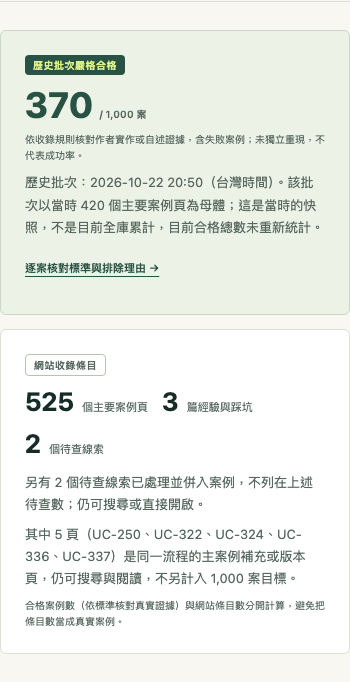 歷史批次嚴格合格
370 / 1,000 案
依收錄規則核對作者實作或自述證據，含失敗案例；未獨立重現，不
代表成功率。
歷史批次：2026-10-22 20:50（台灣時間）。該批
次以當時 420 個主要案例頁為母體；這是當時的快
照，不是目前全庫累計，目前合格總數未重新統計。
逐案核對標準與排除理由 →
網站收錄條目
525 個主要案例頁 3 篇經驗與踩坑
2 個待查線索
另有 2 個待查線索已處理並併入案例，不列在上述
待查數；仍可搜尋或直接開啟。
其中 5 頁（UC-250、UC-322、UC-324、UC-
336、UC-337）是同一流程的主案例補充或版本
頁，仍可搜尋與閱讀，不另計入 1,000 案目標。
合格案例數（依標準核對真實證據）與網站條目數分開計算，避免把
條目數當成真實案例。